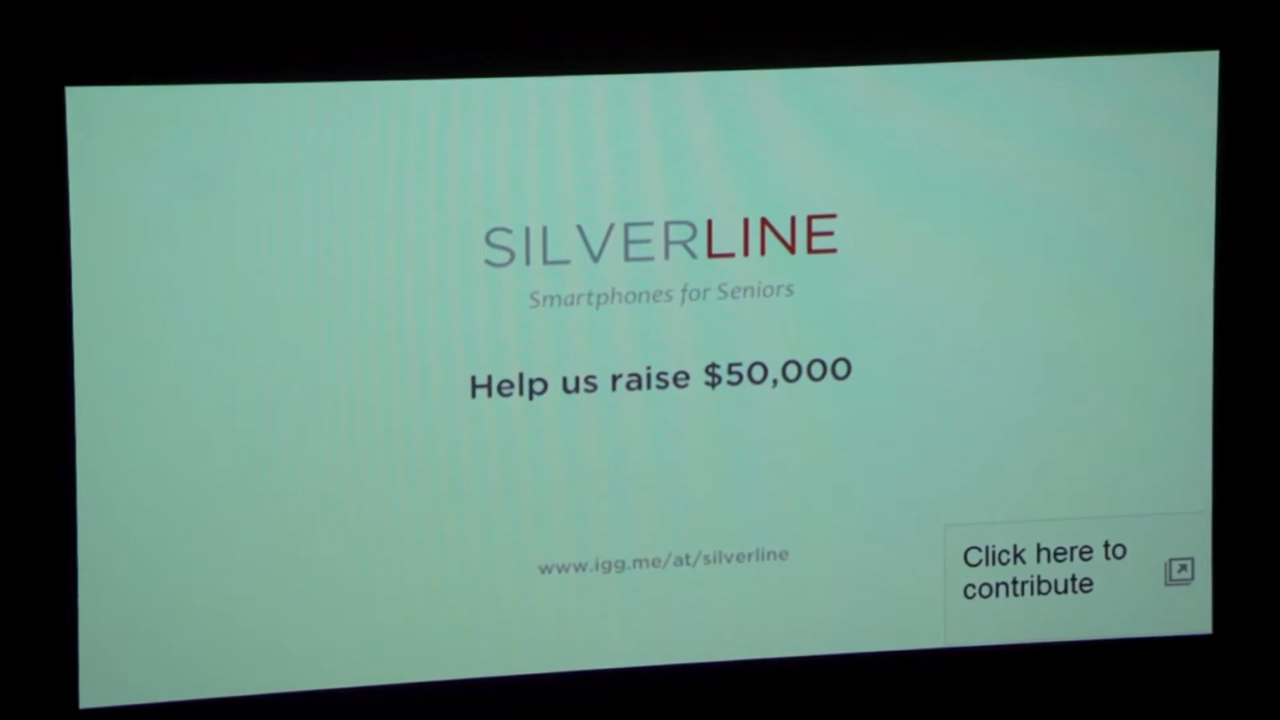 SILVERLINE
Smartphones for Seniors
Help us raise $50,000
www.igg.me/at/silverline
Click here to
contribute